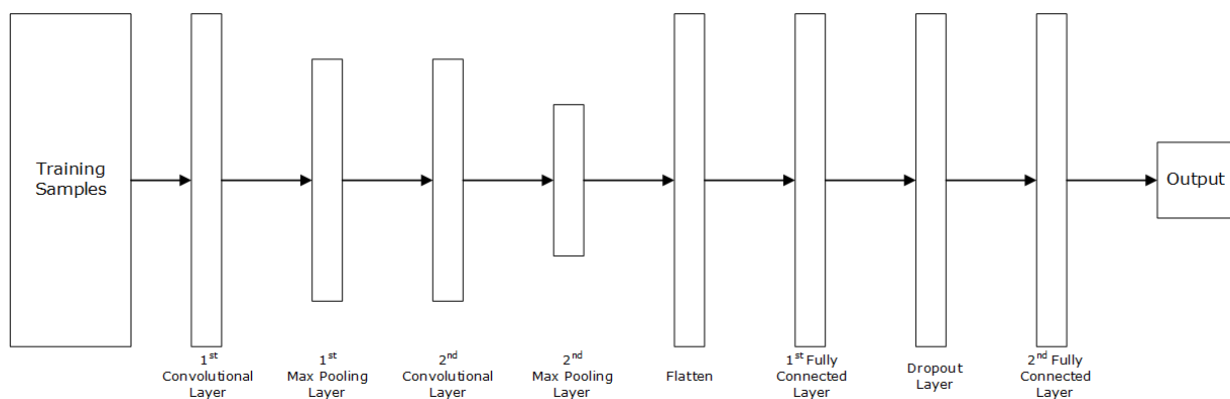 Training
Samples
Output
1st
Convolutional
Layer
1st
Max Pooling
Layer
2nd
Convolutional
Layer
2nd
Max Pooling
Layer
Flatten
1st Fully
Connected
Layer
Dropout
Layer
2nd Fully
Connected
Layer